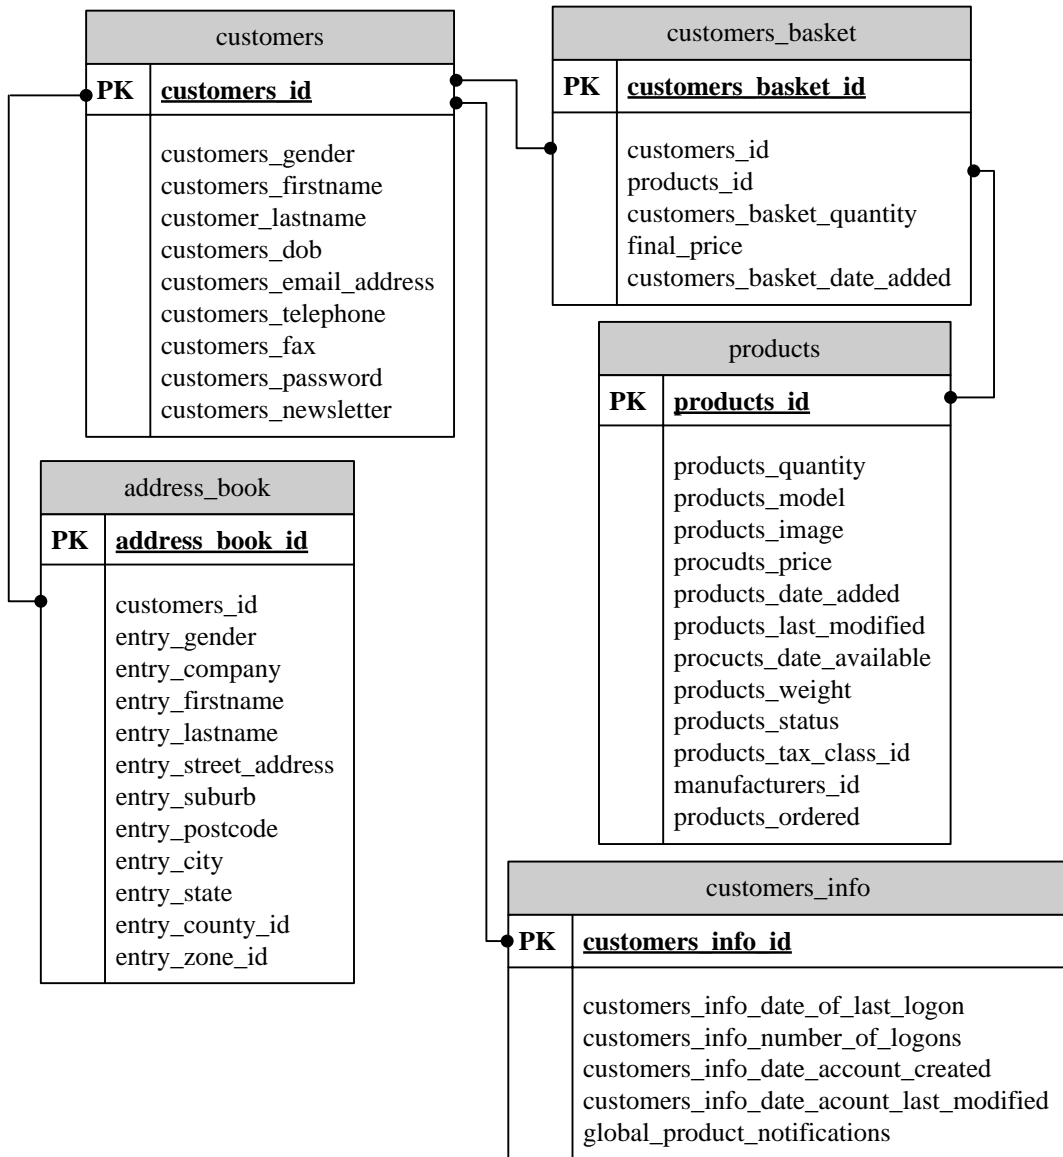 customers
PK customers_id
customers_gender
customers_firstname
customer_lastname
customers_dob
customers_email_address
customers_telephone
customers_fax
customers_password
customers_newsletter
customers_basket
PK customers_basket_id
customers_id
products_id
customers_basket_quantity
final_price
customers_basket_date_added
products
PK products_id
products_quantity
products_model
products_image
procudts_price
products_date_added
products_last_modified
procucts_date_available
products_weight
products_status
products_tax_class_id
manufacturers_id
products_ordered
address_book
PK address_book_id
customers_id
entry_gender
entry_company
entry_firstname
entry_lastname
entry_street_address
entry_suburb
entry_postcode
entry_city
entry_state
entry_county_id
entry_zone_id
customers_info
PK customers_info_id
customers_info_date_of_last_logon
customers_info_number_of_logons
customers_info_date_account_created
customers_info_date_acount_last_modified
global_product_notifications